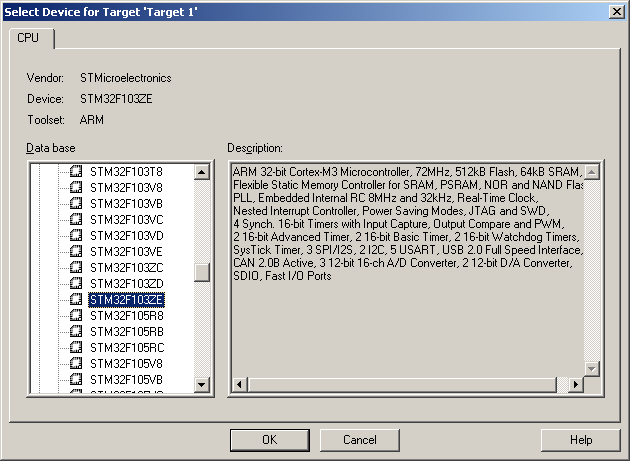 Select Device for Target 'Target 1'
CPU
Vendor: STMicroelectronics
Device: STM32F103ZE
Toolset: ARM
Data base
STM32F103T8
STM32F103V8
STM32F103VB
STM32F103VC
STM32F103VD
STM32F103VE
STM32F103ZC
STM32F103ZD
STM32F103ZE
STM32F105R8
STM32F105RB
STM32F105RC
STM32F105V8
STM32F105VB
Description:
ARM 32-bit Cortex-M3 Microcontroller, 72MHz, 512kB Flash, 64kB SRAM,
Flexible Static Memory Controller for SRAM, PSRAM, NOR and NAND Flas
PLL, Embedded Internal RC 8MHz and 32kHz, Real-Time Clock,
Nested Interrupt Controller, Power Saving Modes, JTAG and SWD,
4 Synch. 16-bit Timers with Input Capture, Output Compare and PWM,
2 16-bit Advanced Timer, 2 16-bit Basic Timer, 2 16-bit Watchdog Timers,
SysTick Timer, 3 SPI/I2S, 2 I2C, 5 USART, USB 2.0 Full Speed Interface,
CAN 2.0B Active, 3 12-bit 16-ch A/D Converter, 2 12-bit D/A Converter,
SDIO, Fast I/O Ports
OK
Cancel
Help